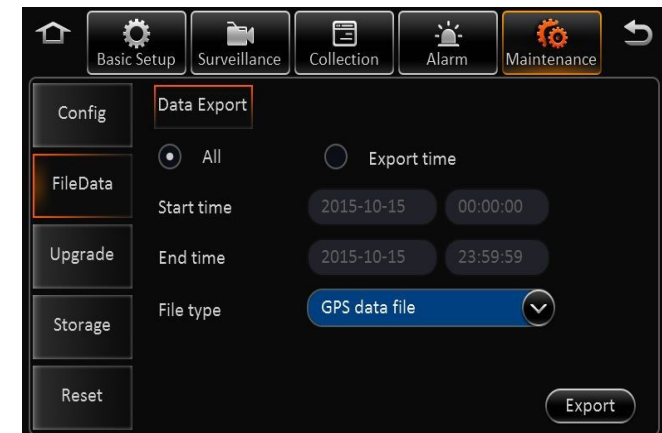 Basic Setup Surveillance Collection Alarm Maintenance
Config
Data Export
All Export time
FileData
Start time 2015-10-15 00:00:00
Upgrade
End time 2015-10-15 23:59:59
File type GPS data file
Storage
Reset
Export